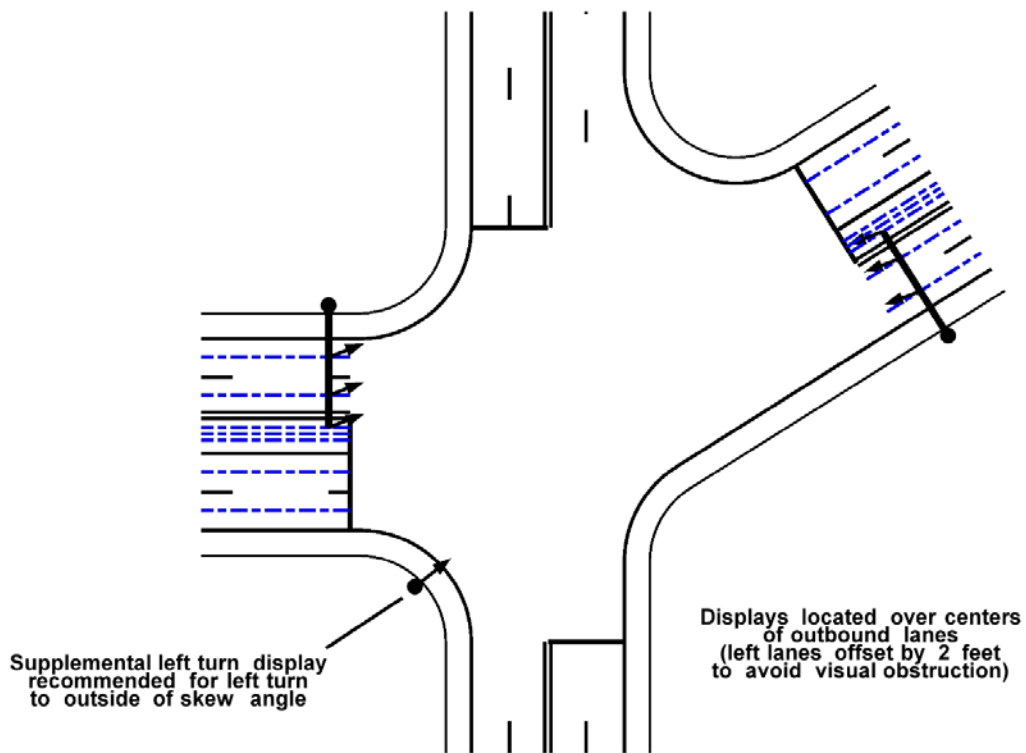 Supplemental left turn display
recommended for left turn
to outside of skew angle
Displays located over centers
of outbound lanes
(left lanes offset by 2 feet
to avoid visual obstruction)